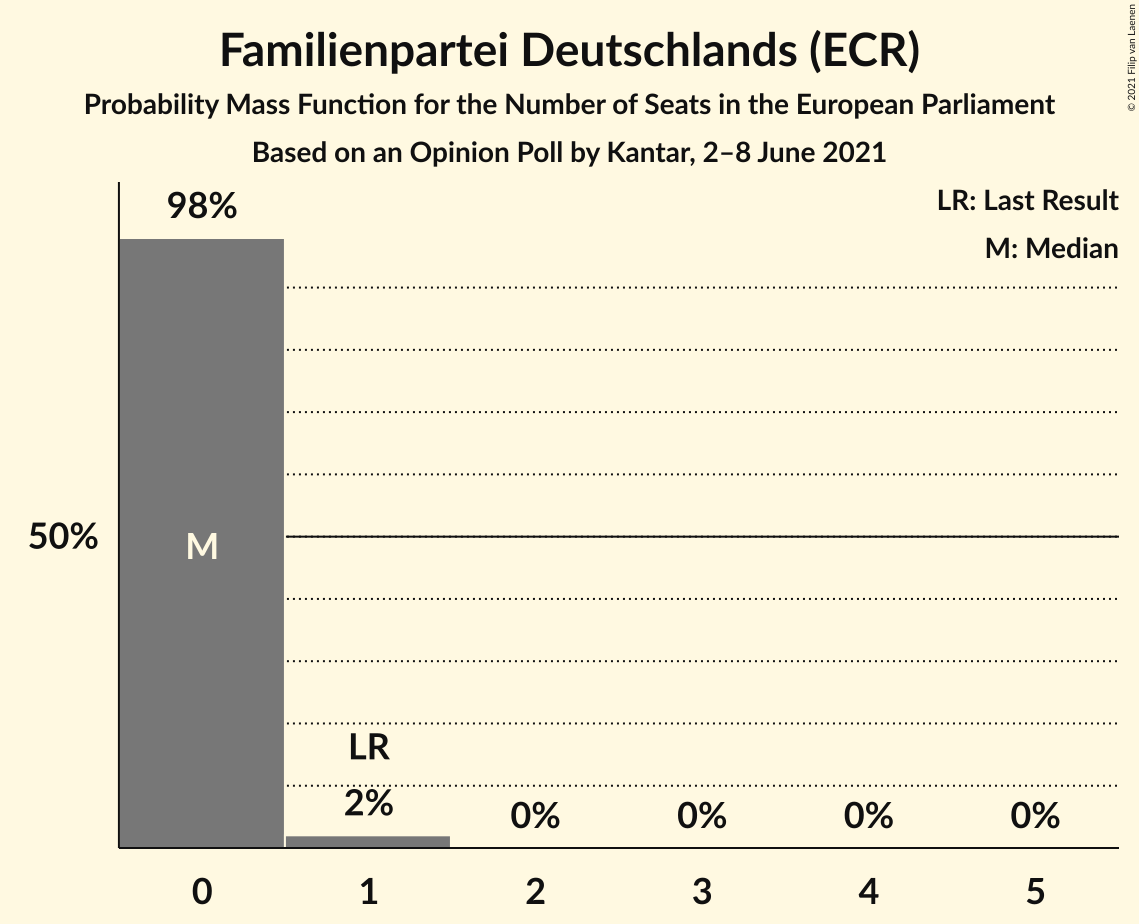 Familienpartei Deutschlands (ECR)
Probability Mass Function for the Number of Seats in the European Parliament
Based on an Opinion Poll by Kantar, 2–8 June 2021
© 2021 Filip van Laenen
LR: Last Result
M: Median
98%
50%
M
LR
2%
0%
0%
0%
0%
0
1
2
3
4
5